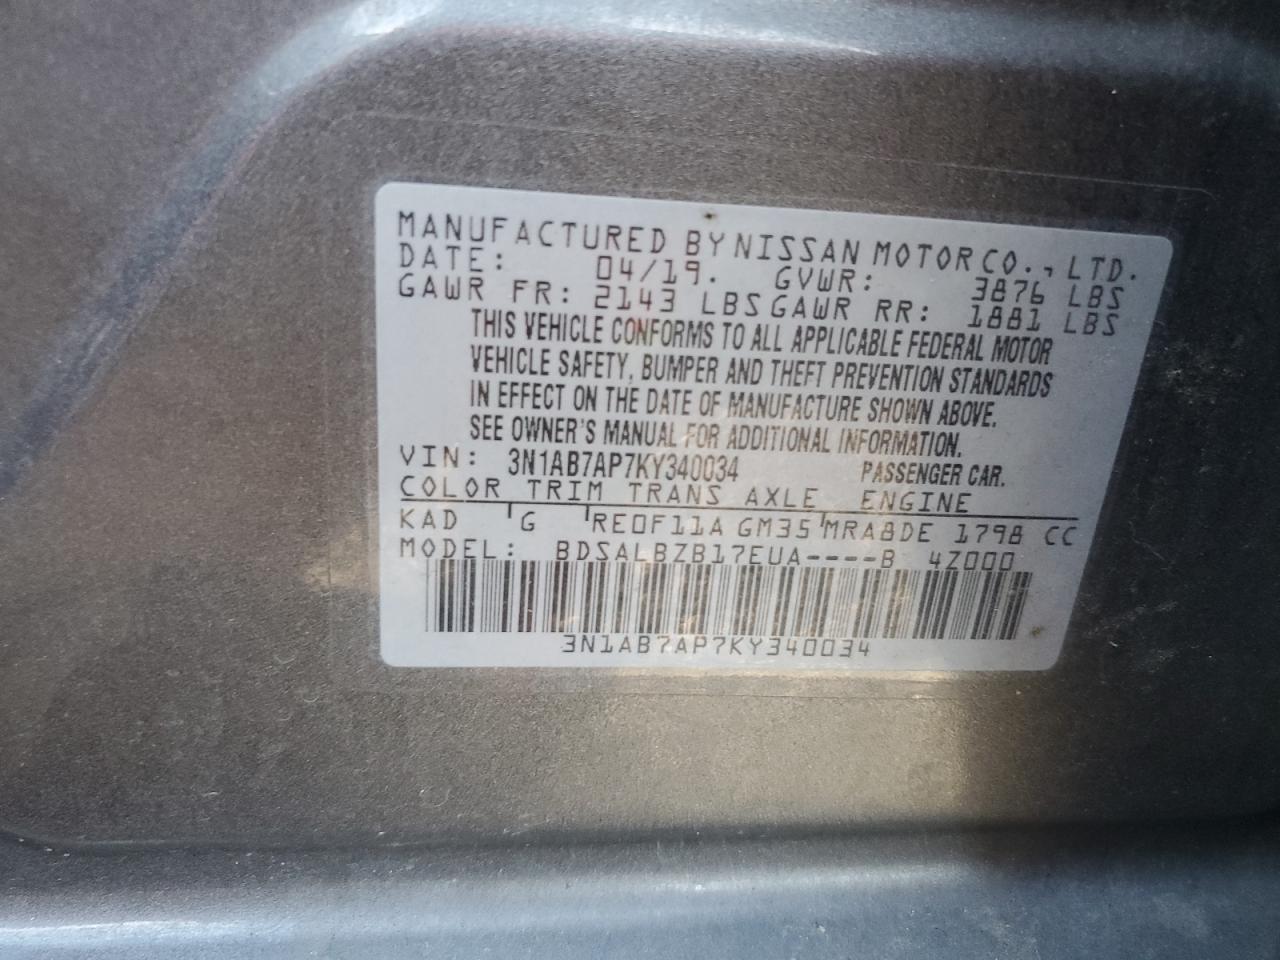 MANUFACTURED BY NISSAN MOTOR CO., LTD.
DATE: 04/19. GVWR: 3876 LBS
GAWR FR: 2143 LBS GAWR RR: 1881 LBS
THIS VEHICLE CONFORMS TO ALL APPLICABLE FEDERAL MOTOR
VEHICLE SAFETY, BUMPER AND THEFT PREVENTION STANDARDS
IN EFFECT ON THE DATE OF MANUFACTURE SHOWN ABOVE.
SEE OWNER'S MANUAL FOR ADDITIONAL INFORMATION.
VIN: 3N1AB7AP7KY340034 PASSENGER CAR.
COLOR TRIM TRANS AXLE ENGINE
KAD G RE0F11A GM35 MRA8DE 1798 CC
MODEL: BDSALBZB17EUA----B 4Z000
3N1AB7AP7KY340034